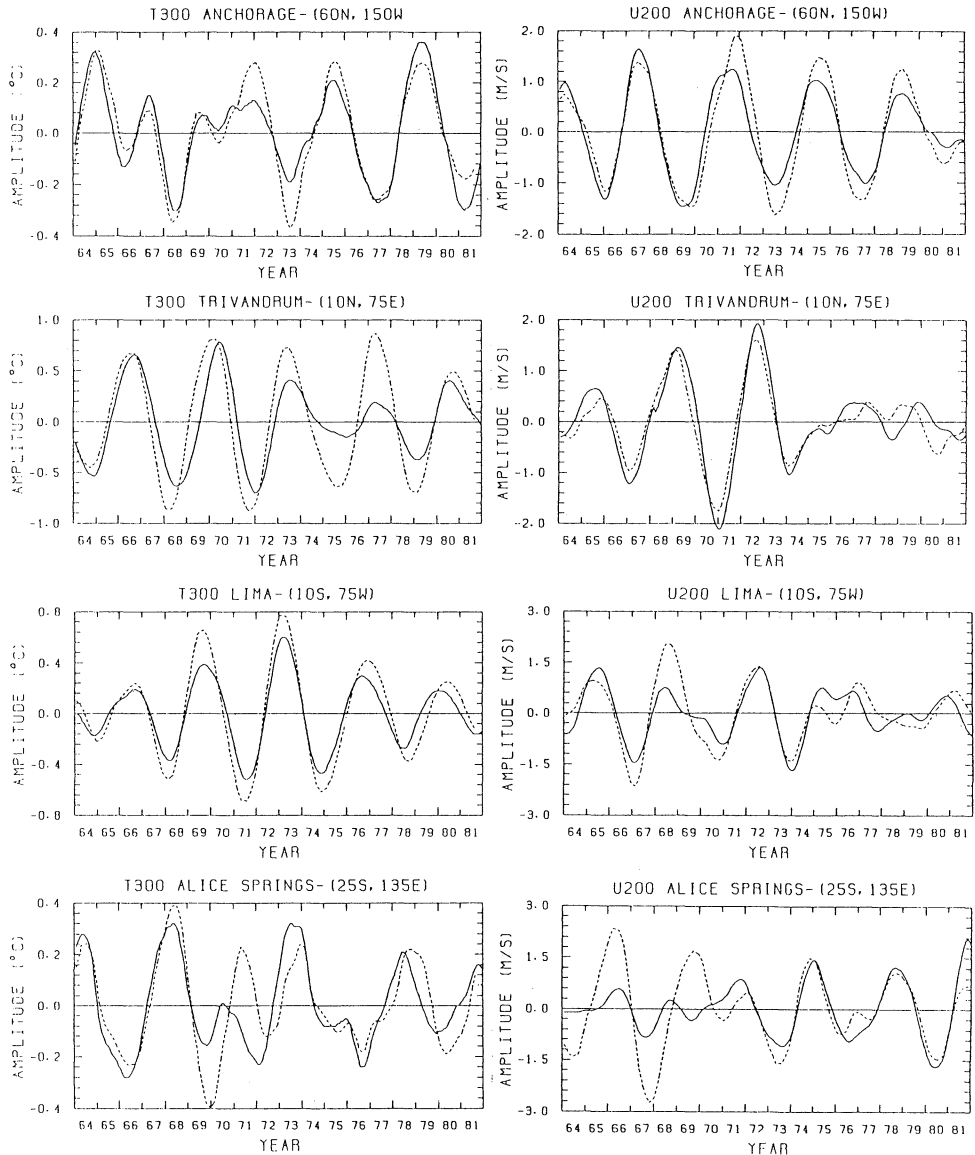 T300 ANCHORAGE-(60N,150W
AMPLITUDE (°C)
0.4
0.2
0.0
-0.2
-0.4
64 65 66 67 68 69 70 71 72 73 74 75 76 77 78 79 80 81
YEAR
U200 ANCHORAGE-(60N,150W)
AMPLITUDE (M/S)
2.0
1.0
0.0
-1.0
-2.0
64 65 66 67 68 69 70 71 72 73 74 75 76 77 78 79 80 81
YEAR
T300 TRIVANDRUM-(10N,75E)
AMPLITUDE (°C)
1.0
0.5
0.0
-0.5
-1.0
64 65 66 67 68 69 70 71 72 73 74 75 76 77 78 79 80 81
YEAR
U200 TRIVANDRUM-(10N,75E)
AMPLITUDE (M/S)
2.0
1.0
0.0
-1.0
-2.0
64 65 66 67 68 69 70 71 72 73 74 75 76 77 78 79 80 81
YEAR
T300 LIMA-(10S,75W)
AMPLITUDE (°C)
0.8
0.4
0.0
-0.4
-0.8
64 65 66 67 68 69 70 71 72 73 74 75 76 77 78 79 80 81
YEAR
U200 LIMA-(10S,75W)
AMPLITUDE (M/S)
3.0
1.5
0.0
-1.5
-3.0
64 65 66 67 68 69 70 71 72 73 74 75 76 77 78 79 80 81
YEAR
T300 ALICE SPRINGS-(25S,135E)
AMPLITUDE (°C)
0.4
0.2
0.0
-0.2
-0.4
64 65 66 67 68 69 70 71 72 73 74 75 76 77 78 79 80 81
YEAR
U200 ALICE SPRINGS-(25S,135E)
AMPLITUDE (M/S)
3.0
1.5
0.0
-1.5
-3.0
64 65 66 67 68 69 70 71 72 73 74 75 76 77 78 79 80 81
YFAR